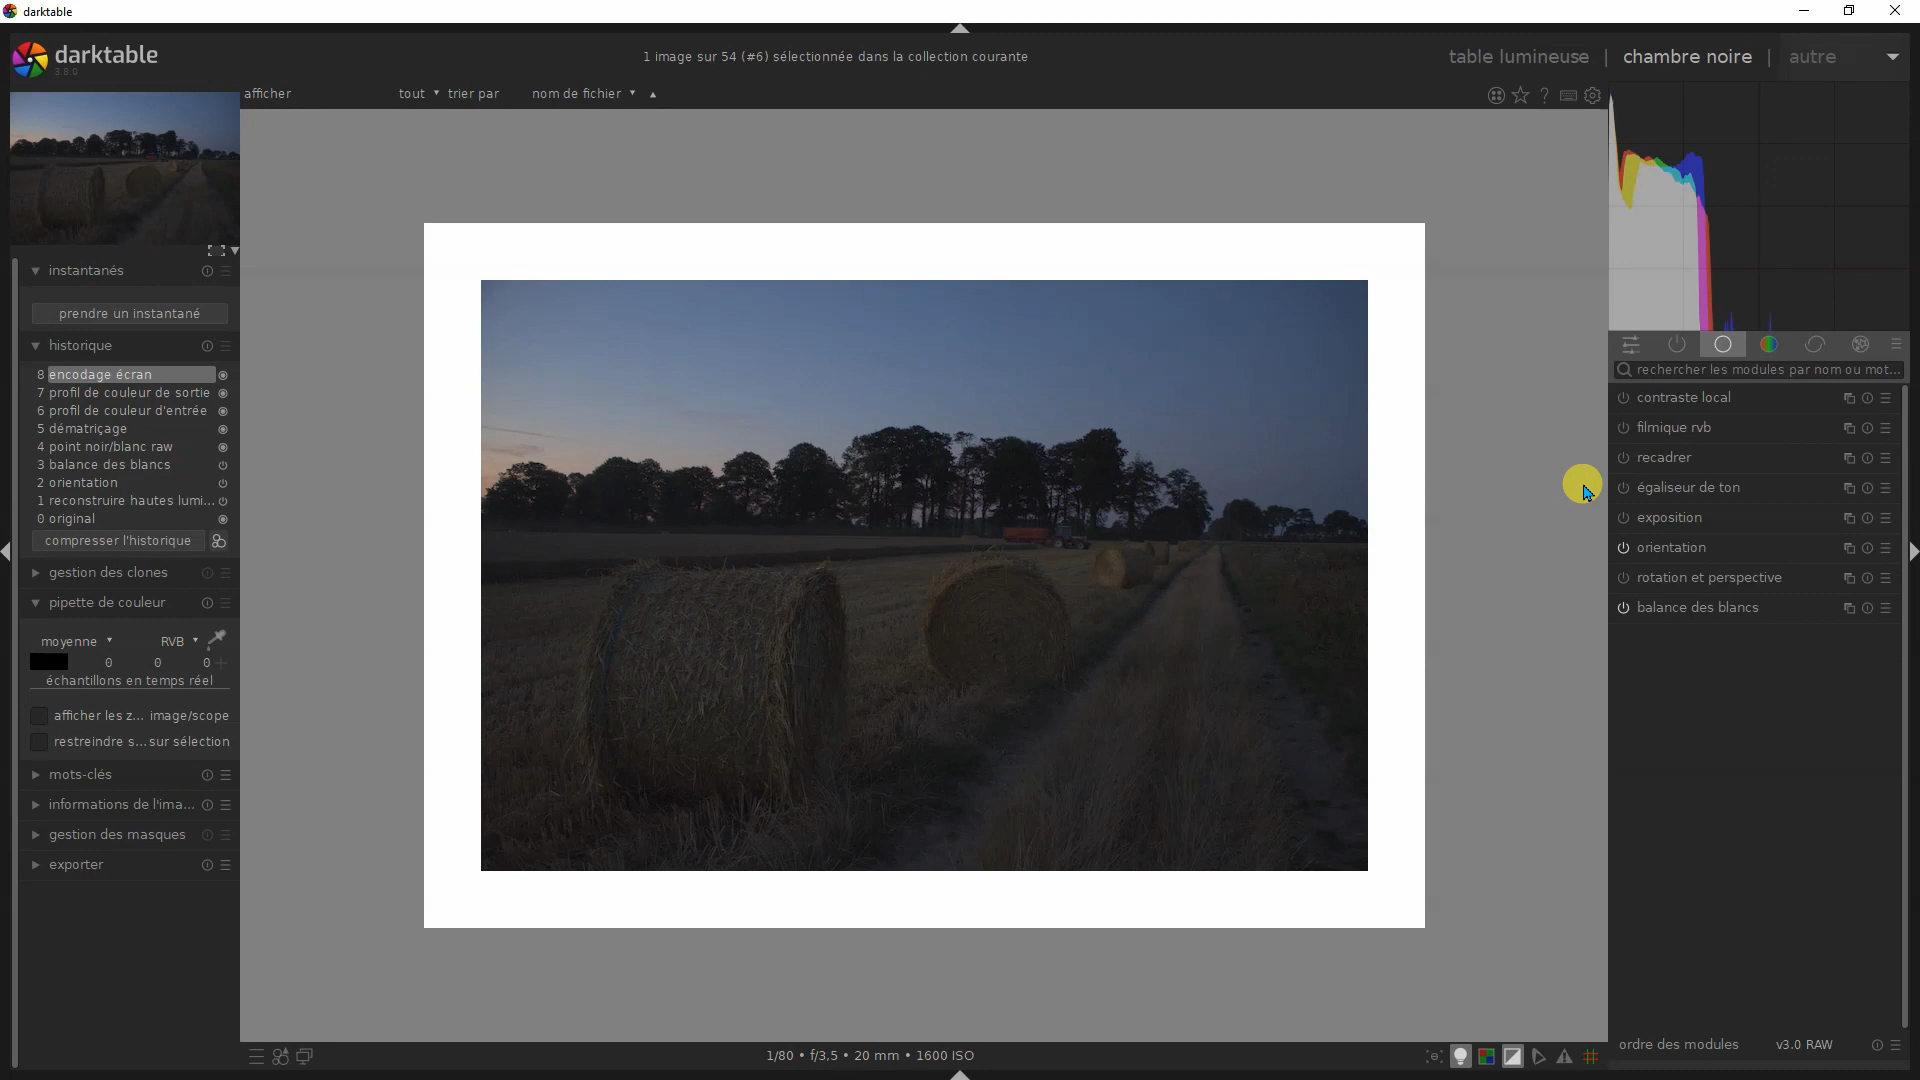 darktable
darktable
3.8.0
1 image sur 54 (#6) sélectionnée dans la collection courante
table lumineuse | chambre noire | autre
afficher tout trier par nom de fichier
instantanés
prendre un instantané
historique
8 encodage écran
7 profil de couleur de sortie
6 profil de couleur d'entrée
5 dématriçage
4 point noir/blanc raw
3 balance des blancs
2 orientation
1 reconstruire hautes lumi...
0 original
compresser l'historique
gestion des clones
pipette de couleur
moyenne RVB
0 0 0
échantillons en temps réel
afficher les z... image/scope
restreindre s...sur sélection
mots-clés
informations de l'ima...
gestion des masques
exporter
1/80 • f/3,5 • 20 mm • 1600 ISO
rechercher les modules par nom ou mot...
contraste local
filmique rvb
recadrer
égaliseur de ton
exposition
orientation
rotation et perspective
balance des blancs
ordre des modules v3.0 RAW